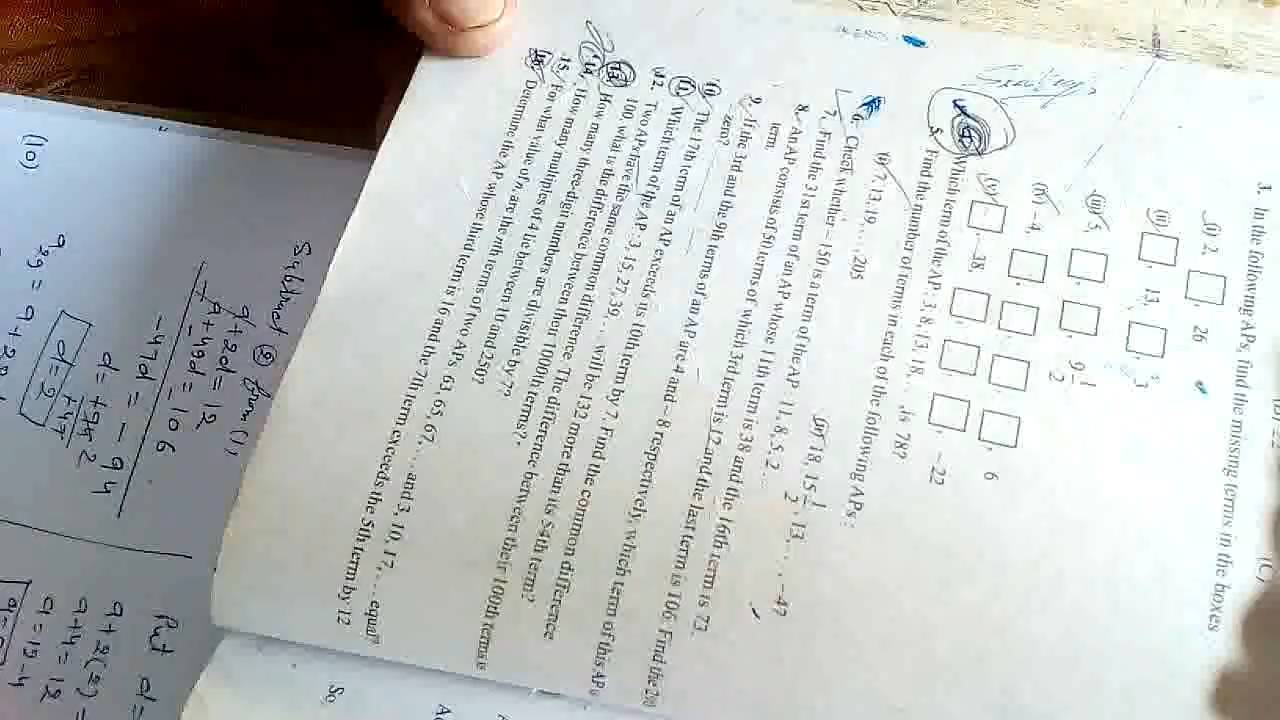 3. In the following APs, find the missing terms in the boxes :
(i) 2, □, 26
(ii) □, 13, □, 3
(iii) 5, □, □, 9 1/2
(iv) -4, □, □, □, □, 6
(v) □, -38, □, □, □, -22
Which term of the AP : 3, 8, 13, 18, . . . , is 78?
5. Find the number of terms in each of the following APs :
(i) 7, 13, 19, . . . , 205
(ii) 18, 15 1/2, 13, . . . , -47
6. Check whether – 150 is a term of the AP : 11, 8, 5, 2 . . .
7. Find the 31st term of an AP whose 11th term is 38 and the 16th term is 73.
8. An AP consists of 50 terms of which 3rd term is 12 and the last term is 106. Find the
term.
9. If the 3rd and the 9th terms of an AP are 4 and – 8 respectively, which term of this AP is
zero?
10. The 17th term of an AP exceeds its 10th term by 7. Find the common difference
11. Which term of the AP : 3, 15, 27, 39, . . . will be 132 more than its 54th term?
12. Two APs have the same common difference. The difference between their 100th terms is
100, what is the difference between their 1000th terms?
13. How many three-digit numbers are divisible by 7?
14. How many multiples of 4 lie between 10 and 250?
15. For what value of n, are the nth terms of two APs 63, 65, 67, . . . and 3, 10, 17, . . . equal?
Determine the AP whose third term is 16 and the 7th term exceeds the 5th term by 12
from (1)
a+2d = 12
a+49d = 106
-47d = -94
d = 2
Put d =
a+2(2) =
a+4 = 12
a = 12-4
(10)
So,